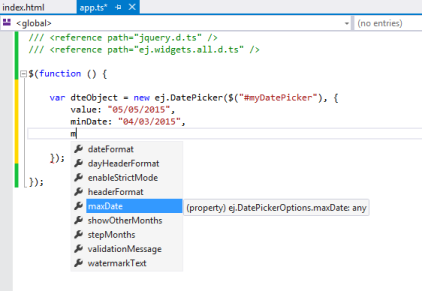 index.html app.ts*
<global> (no entries)
/// <reference path="jquery.d.ts" />
/// <reference path="ej.widgets.all.d.ts" />
$(function () {
var dteObject = new ej.DatePicker($("#myDatePicker"), {
value: "05/05/2015",
minDate: "04/03/2015",
m
});
dateFormat
dayHeaderFormat
enableStrictMode
headerFormat
maxDate (property) ej.DatePickerOptions.maxDate: any
showOtherMonths
stepMonths
validationMessage
watermarkText
});